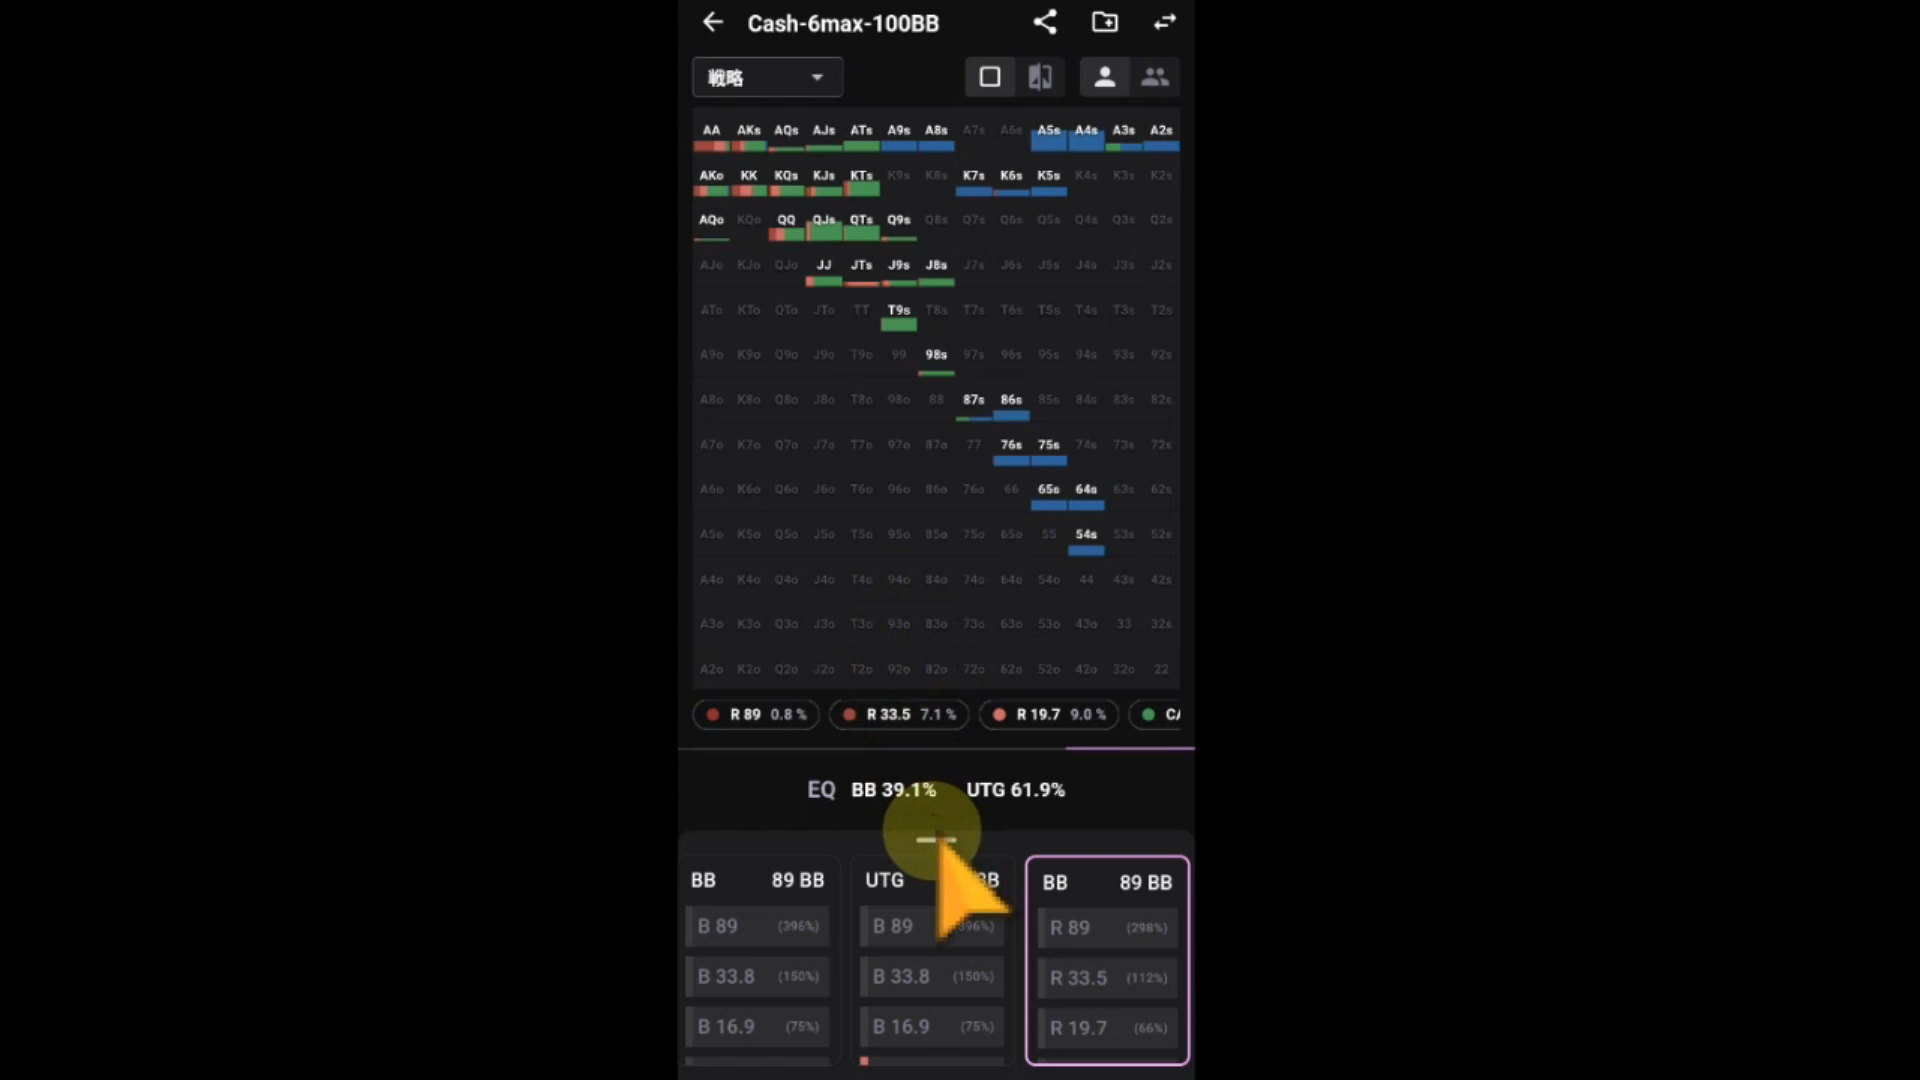 Cash-6max-100BB
戦略
AA AKs AQs AJs ATs A9s A8s A7s A6s A5s A4s A3s A2s
AKo KK KQs KJs KTs K9s K8s K7s K6s K5s K4s K3s K2s
AQo KQo QQ QJs QTs Q9s Q8s Q7s Q6s Q5s Q4s Q3s Q2s
AJo KJo QJo JJ JTs J9s J8s J7s J6s J5s J4s J3s J2s
ATo KTo QTo JTo TT T9s T8s T7s T6s T5s T4s T3s T2s
A9o K9o Q9o J9o T9o 99 98s 97s 96s 95s 94s 93s 92s
A8o K8o Q8o J8o T8o 98o 88 87s 86s 85s 84s 83s 82s
A7o K7o Q7o J7o T7o 97o 87o 77 76s 75s 74s 73s 72s
A6o K6o Q6o J6o T6o 96o 86o 76o 66 65s 64s 63s 62s
A5o K5o Q5o J5o T5o 95o 85o 75o 65o 55 54s 53s 52s
A4o K4o Q4o J4o T4o 94o 84o 74o 64o 54o 44 43s 42s
A3o K3o Q3o J3o T3o 93o 83o 73o 63o 53o 43o 33 32s
A2o K2o Q2o J2o T2o 92o 82o 72o 62o 52o 42o 32o 22
R 89 0.8 % R 33.5 7.1 % R 19.7 9.0 %
EQ BB 39.1% UTG 61.9%
BB 89 BB UTG BB BB 89 BB
B 89 (396%) B 89 396%) R 89 (298%)
B 33.8 (150%) B 33.8 (150%) R 33.5 (112%)
B 16.9 (75%) B 16.9 (75%) R 19.7 (66%)